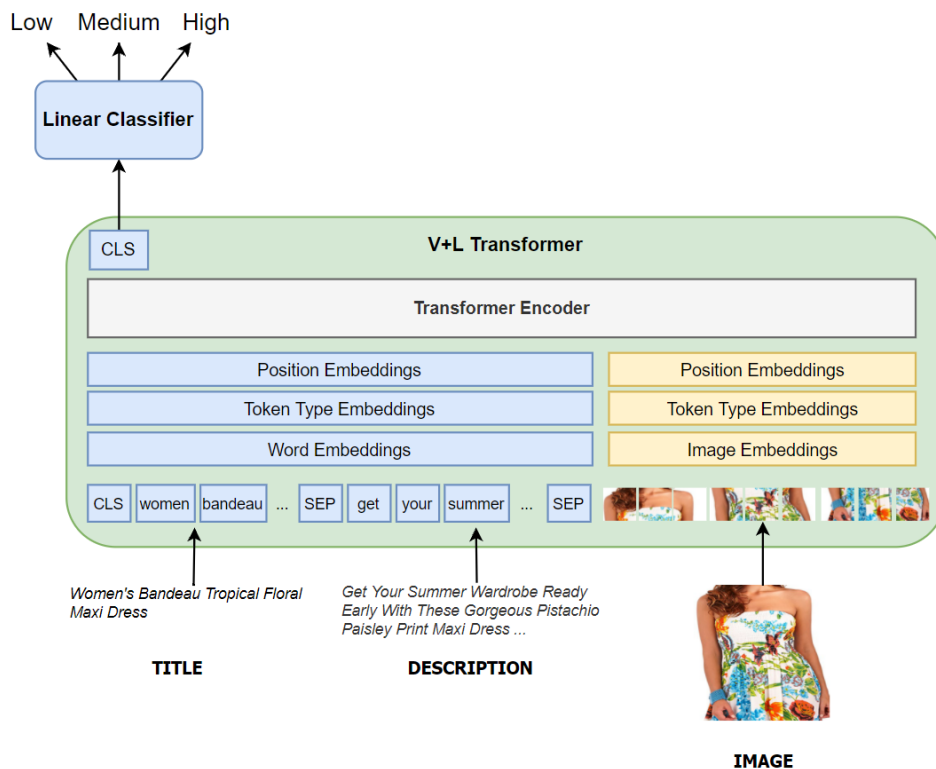 Low Medium High
Linear Classifier
CLS
V+L Transformer
Transformer Encoder
Position Embeddings Position Embeddings
Token Type Embeddings Token Type Embeddings
Word Embeddings Image Embeddings
CLS women bandeau ... SEP get your summer ... SEP
Women's Bandeau Tropical Floral
Maxi Dress
Get Your Summer Wardrobe Ready
Early With These Gorgeous Pistachio
Paisley Print Maxi Dress ...
TITLE
DESCRIPTION
IMAGE